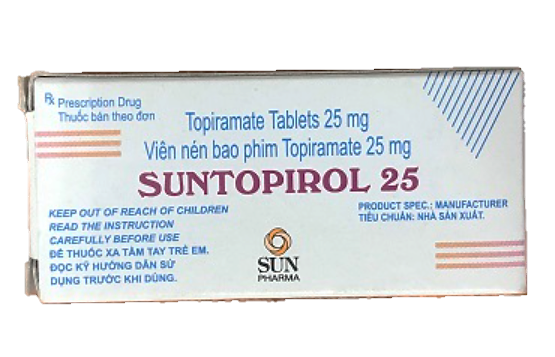 Rx Prescription Drug
Thuốc bán theo đơn
Topiramate Tablets 25 mg
Viên nén bao phim Topiramate 25 mg
SUNTOPIROL 25
KEEP OUT OF REACH OF CHILDREN
READ THE INSTRUCTION
CAREFULLY BEFORE USE
ĐỂ THUỐC XA TẦM TAY TRẺ EM.
ĐỌC KỸ HƯỚNG DẪN SỬ
DỤNG TRƯỚC KHI DÙNG.
PRODUCT SPEC.; MANUFACTURER
TIÊU CHUẨN: NHÀ SẢN XUẤT.
SUN
PHARMA